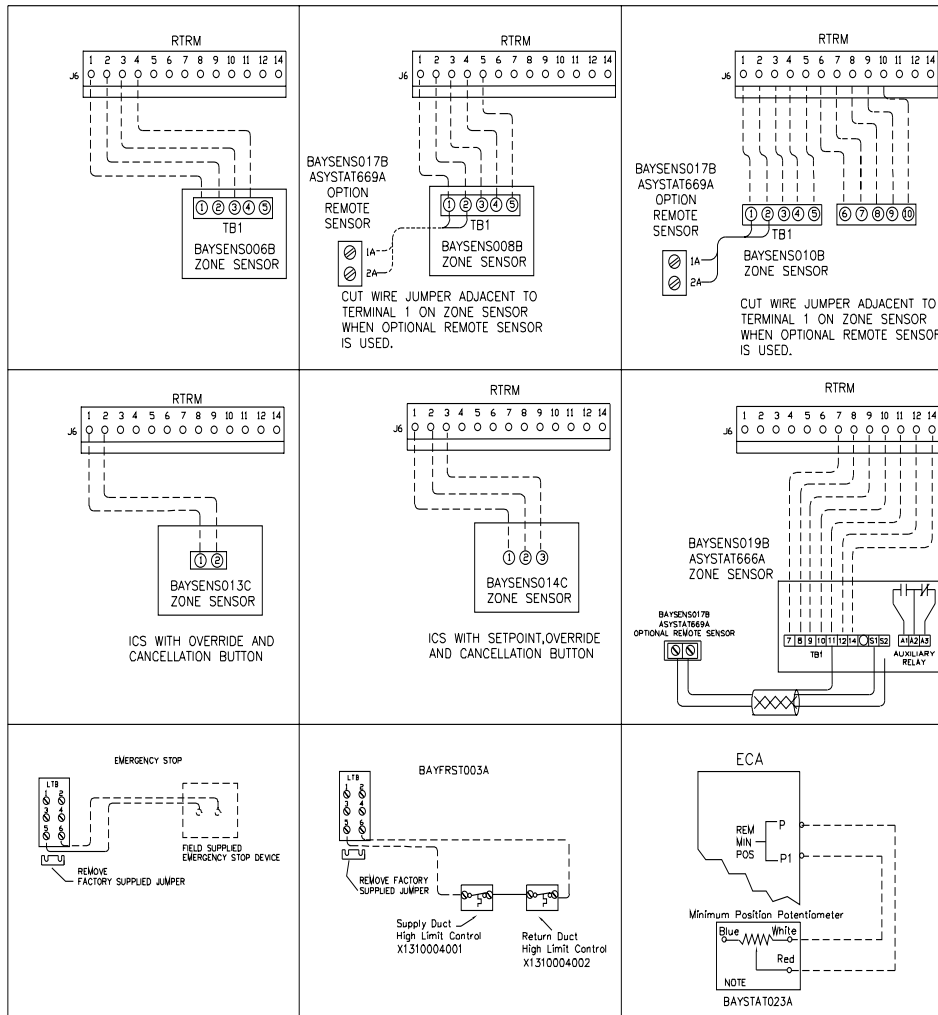 RTRM
1 2 3 4 5 6 7 8 9 10 11 12 14
J6
1 2 3 4 5
TB1
BAYSENS006B
ZONE SENSOR
RTRM
1 2 3 4 5 6 7 8 9 10 11 12 14
J6
BAYSENS017B
ASYSTAT669A
OPTION
REMOTE
SENSOR
1A
2A
1 2 3 4 5
TB1
BAYSENS008B
ZONE SENSOR
CUT WIRE JUMPER ADJACENT TO
TERMINAL 1 ON ZONE SENSOR
WHEN OPTIONAL REMOTE SENSOR
IS USED.
RTRM
1 2 3 4 5 6 7 8 9 10 11 12 14
J6
BAYSENS017B
ASYSTAT669A
OPTION
REMOTE
SENSOR
1A
2A
1 2 3 4 5
6 7 8 9 10
TB1
BAYSENS010B
ZONE SENSOR
CUT WIRE JUMPER ADJACENT TO
TERMINAL 1 ON ZONE SENSOR
WHEN OPTIONAL REMOTE SENSOR
IS USED.
RTRM
1 2 3 4 5 6 7 8 9 10 11 12 14
J6
1 2
BAYSENS013C
ZONE SENSOR
ICS WITH OVERRIDE AND
CANCELLATION BUTTON
RTRM
1 2 3 4 5 6 7 8 9 10 11 12 14
J6
1 2 3
BAYSENS014C
ZONE SENSOR
ICS WITH SETPOINT,OVERRIDE
AND CANCELLATION BUTTON
RTRM
1 2 3 4 5 6 7 8 9 10 11 12 14
J6
BAYSENS019B
ASYSTAT666A
ZONE SENSOR
BAYSENS017B
ASYSTAT669A
OPTIONAL REMOTE SENSOR
7 8 9 10 11 12 14 S1 S2
A1 A2 A3
TB1
AUXILIARY
RELAY
EMERGENCY STOP
LTB
1 2
3 4
5 6
FIELD SUPPLIED
EMERGENCY STOP DEVICE
REMOVE
FACTORY SUPPLIED JUMPER
BAYFRST003A
LTB
1 2
3 4
5 6
REMOVE FACTORY
SUPPLIED JUMPER
Supply Duct
High Limit Control
X1310004001
Return Duct
High Limit Control
X1310004002
ECA
REM
MIN
POS
P
P1
Minimum Position Potentiometer
Blue White
Red
NOTE
BAYSTAT023A